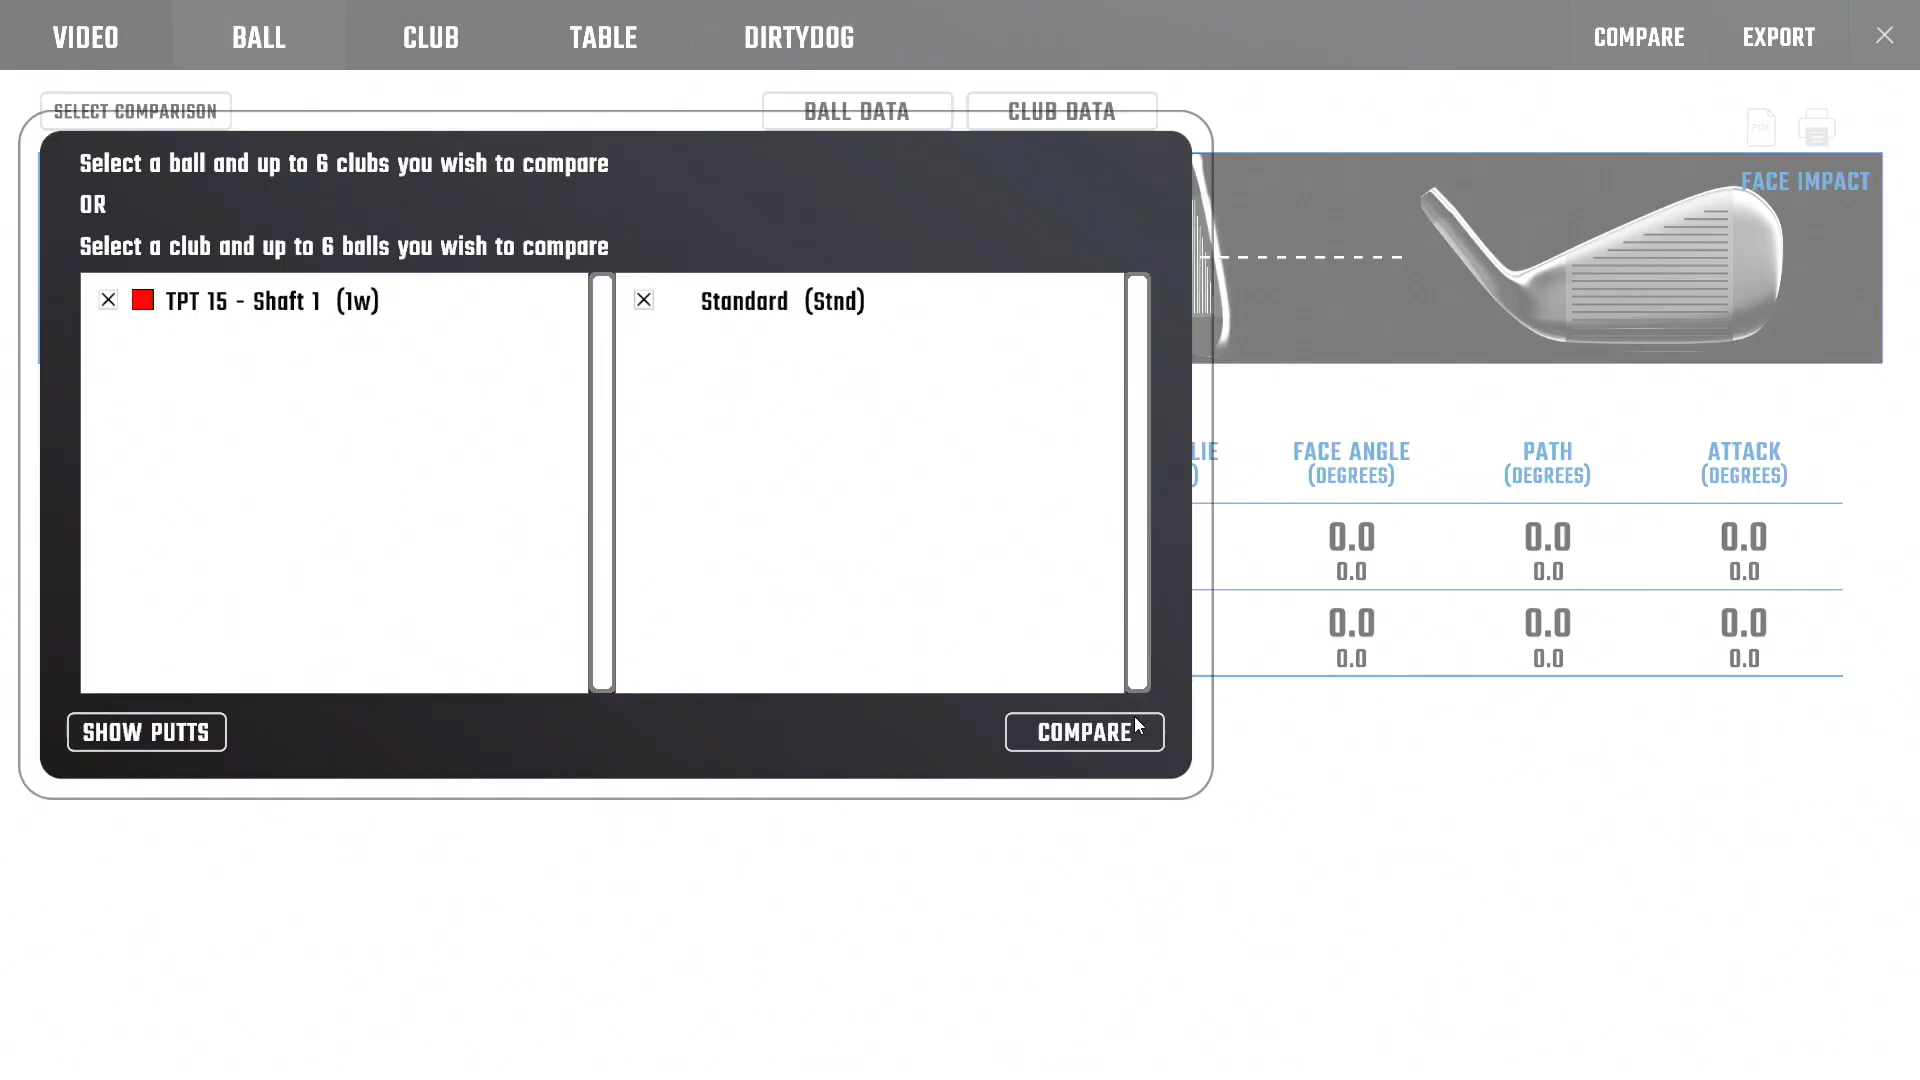 VIDEO BALL CLUB TABLE DIRTYDOG COMPARE EXPORT
SELECT COMPARISON BALL DATA CLUB DATA
PDF
Select a ball and up to 6 clubs you wish to compare
OR
Select a club and up to 6 balls you wish to compare
FACE IMPACT
TPT 15 - Shaft 1 (1w) Standard (Stnd)
LIE FACE ANGLE PATH ATTACK
) (DEGREES) (DEGREES) (DEGREES)
0.0 0.0 0.0
0.0 0.0 0.0
0.0 0.0 0.0
0.0 0.0 0.0
SHOW PUTTS COMPARE